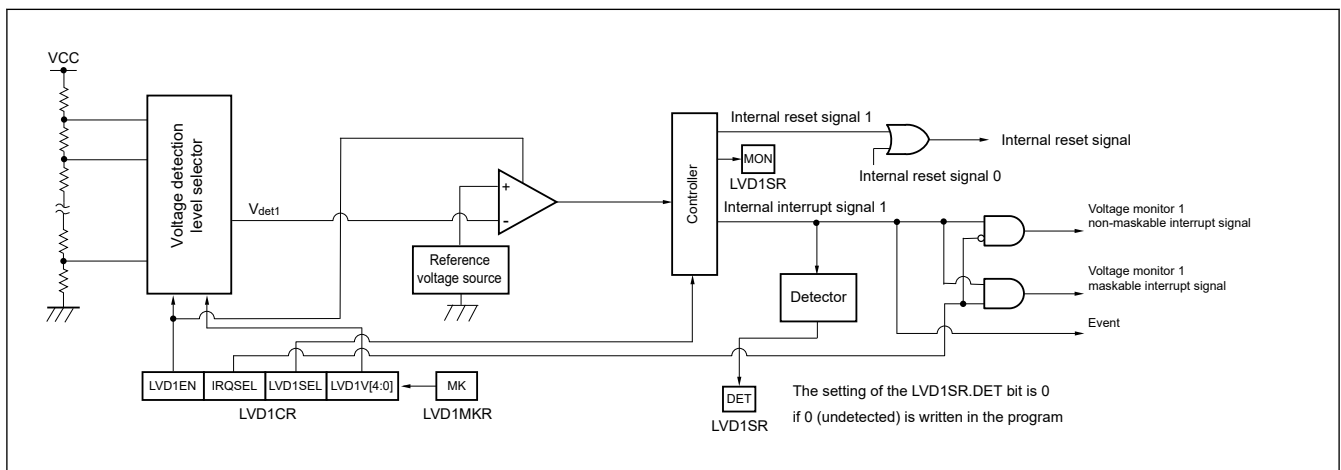 VCC
Voltage detection
level selector
Vdet1
+
-
Reference
voltage source
Controller
Internal reset signal 1
MON
LVD1SR
Internal reset signal 0
Internal reset signal
Internal interrupt signal 1
Detector
Voltage monitor 1
non-maskable interrupt signal
Voltage monitor 1
maskable interrupt signal
Event
LVD1EN
IRQSEL
LVD1SEL
LVD1V[4:0]
MK
LVD1CR
LVD1MKR
DET
LVD1SR
The setting of the LVD1SR.DET bit is 0
if 0 (undetected) is written in the program